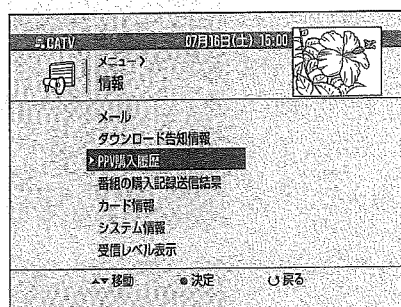 CATV 07月16日(土) 15:00
メニュー>
情報
メール
ダウンロード告知情報
PPV購入履歴
番組の購入記録送信結果
カード情報
システム情報
受信レベル表示
▲▼移動 ●決定 ↺戻る